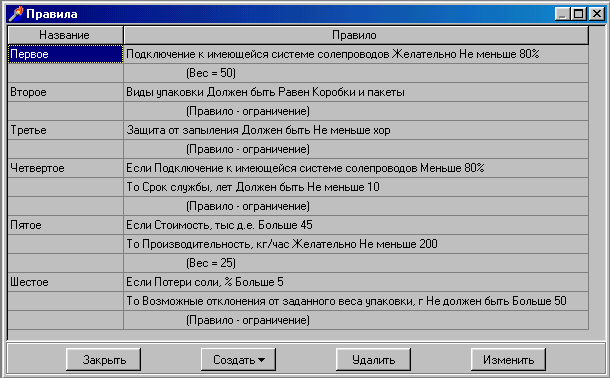 Правила
Название Правило
Первое Подключение к имеющейся системе солепроводов Желательно Не меньше 80%
(Вес = 50)
Второе Виды упаковки Должен быть Равен Коробки и пакеты
(Правило - ограничение)
Третье Защита от запыления Должен быть Не меньше хор
(Правило - ограничение)
Четвертое Если Подключение к имеющейся системе солепроводов Меньше 80%
То Срок службы, лет Должен быть Не меньше 10
(Правило - ограничение)
Пятое Если Стоимость, тыс д.е. Больше 45
То Производительность, кг/час Желательно Не меньше 200
(Вес = 25)
Шестое Если Потери соли, % Больше 5
То Возможные отклонения от заданного веса упаковки, г Не должен быть Больше 50
(Правило - ограничение)
Закрыть Создать Удалить Изменить